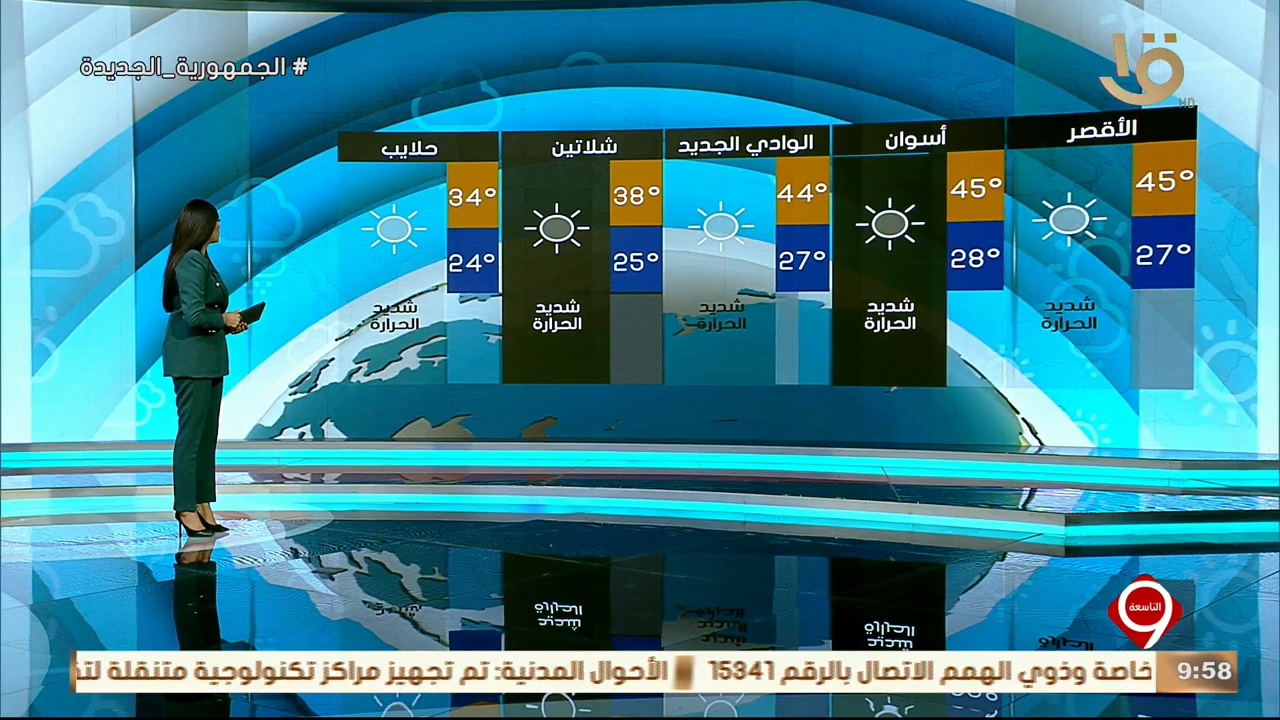 #الجمهورية_الجديدة
HD
الأقصر
45°
27°
شديد
الحرارة
أسوان
45°
28°
شديد
الحرارة
الوادي الجديد
44°
27°
شديد
الحرارة
شلاتين
38°
25°
شديد
الحرارة
حلايب
34°
24°
شديد
الحرارة
التاسعة
9
9:58
خاصة وذوي الهمم الاتصال بالرقم 15341
الأحوال المدنية: تم تجهيز مراكز تكنولوجية متنقلة